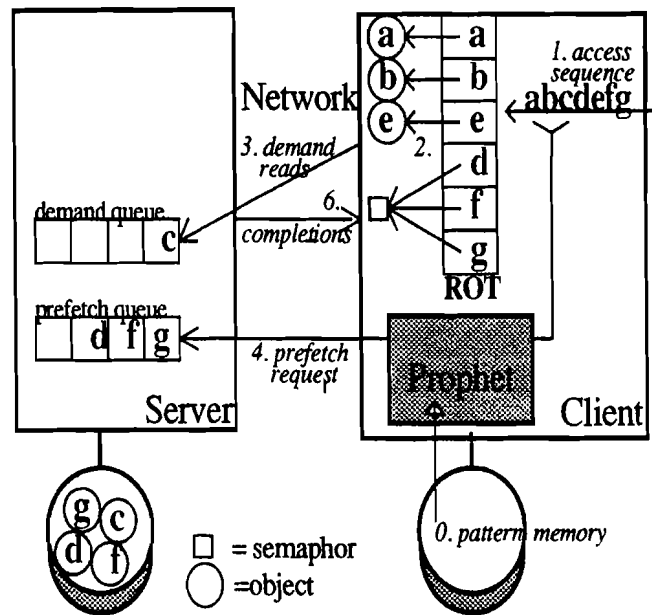 a
a
1. access
sequence
b
b
abcdefg
Network
e
e
3. demand
reads
2.
d
demand queue
6.
f
c
completions
g
ROT
prefetch queue
d f g
4. prefetch
request
Prophet
Server
Client
g
c
d
f
0. pattern memory
= semaphor
=object